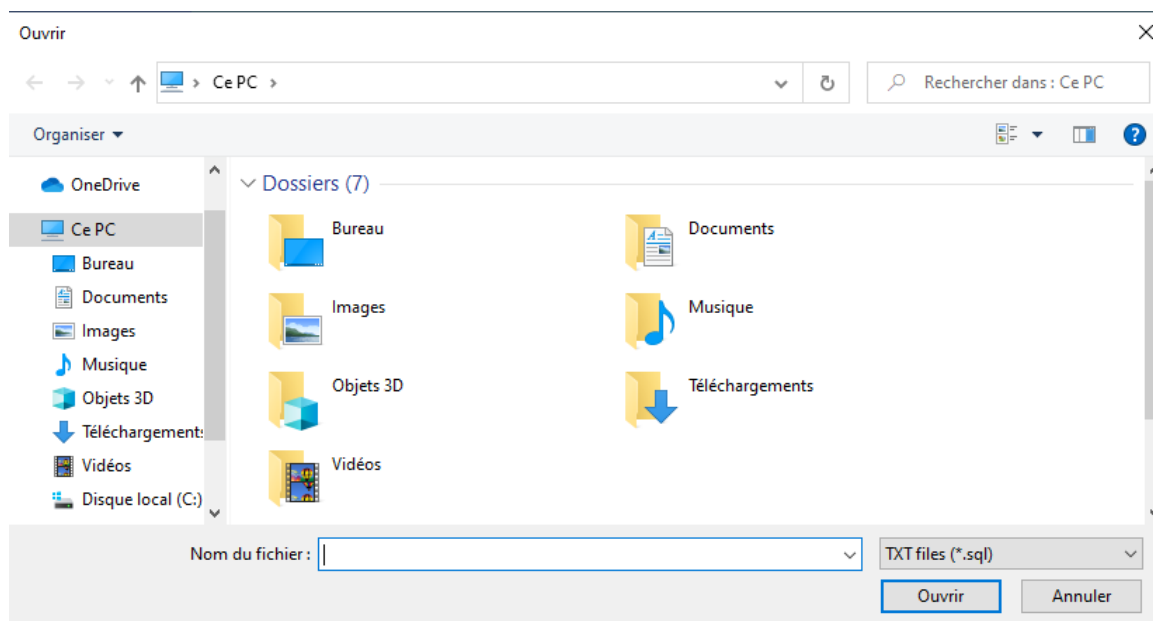 Ouvrir
Ce PC
Rechercher dans : Ce PC
Organiser
OneDrive
Ce PC
Bureau
Documents
Images
Musique
Objets 3D
Téléchargements
Vidéos
Disque local (C:)
Dossiers (7)
Bureau
Documents
Images
Musique
Objets 3D
Téléchargements
Vidéos
Nom du fichier :
TXT files (*.sql)
Ouvrir
Annuler